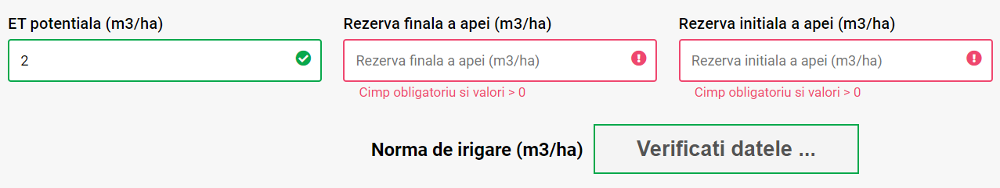 ET potentiala (m3/ha) Rezerva finala a apei (m3/ha) Rezerva initiala a apei (m3/ha)
2 Rezerva finala a apei (m3/ha) Rezerva initiala a apei (m3/ha)
Cimp obligatoriu si valori > 0 Cimp obligatoriu si valori > 0
Norma de irigare (m3/ha) Verificati datele ...